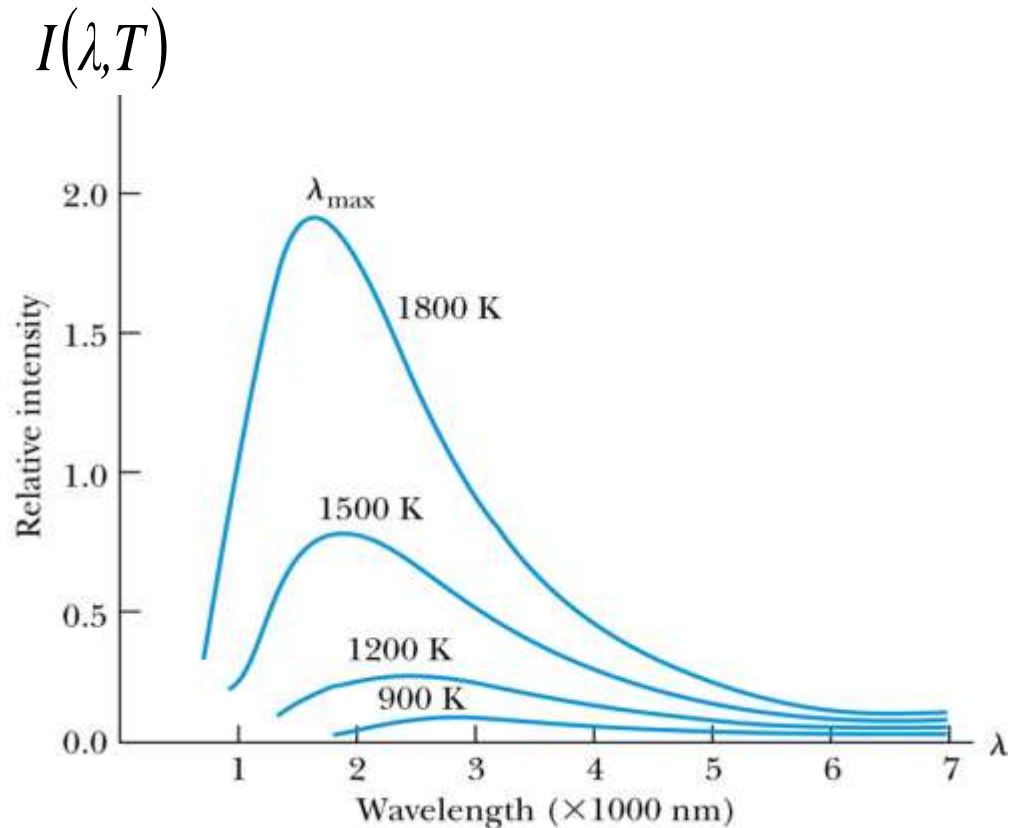 I(λ,T)
2.0
λmax
1800 K
1.5
Relative intensity
1.0
1500 K
0.5
1200 K
900 K
0.0
λ
1 2 3 4 5 6 7
Wavelength (×1000 nm)